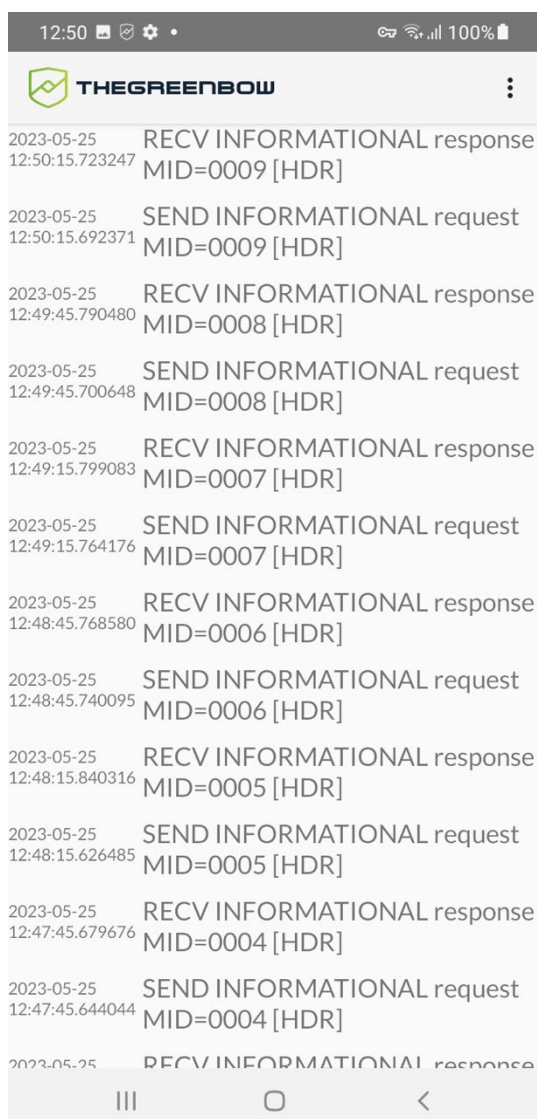 12:50
100%
THEGREENBOW
2023-05-25
12:50:15.723247
RECV INFORMATIONAL response
MID=0009 [HDR]
2023-05-25
12:50:15.692371
SEND INFORMATIONAL request
MID=0009 [HDR]
2023-05-25
12:49:45.790480
RECV INFORMATIONAL response
MID=0008 [HDR]
2023-05-25
12:49:45.700648
SEND INFORMATIONAL request
MID=0008 [HDR]
2023-05-25
12:49:15.799083
RECV INFORMATIONAL response
MID=0007 [HDR]
2023-05-25
12:49:15.764176
SEND INFORMATIONAL request
MID=0007 [HDR]
2023-05-25
12:48:45.768580
RECV INFORMATIONAL response
MID=0006 [HDR]
2023-05-25
12:48:45.740095
SEND INFORMATIONAL request
MID=0006 [HDR]
2023-05-25
12:48:15.840316
RECV INFORMATIONAL response
MID=0005 [HDR]
2023-05-25
12:48:15.626485
SEND INFORMATIONAL request
MID=0005 [HDR]
2023-05-25
12:47:45.679676
RECV INFORMATIONAL response
MID=0004 [HDR]
2023-05-25
12:47:45.644044
SEND INFORMATIONAL request
MID=0004 [HDR]
2023-05-25
RECV INFORMATIONAL response